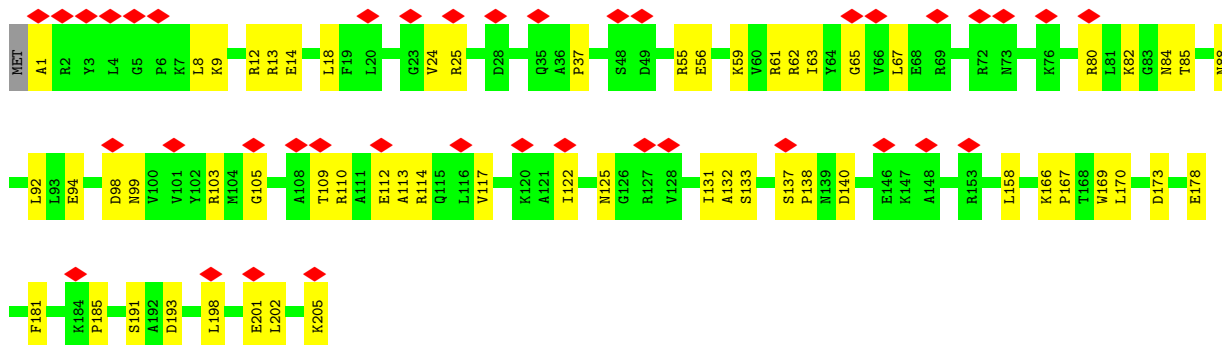 MET A1 R2 Y3 L4 G5 P6 K7 L8 K9 R12 R13 E14 L18 F19 L20 G23 V24 R25 D28 Q35 A36 P37 S48 D49 R55 E56 K59 V60 R61 R62 I63 Y64 G65 V66 L67 E68 R69 R72 N73 K76 R80 L81 K82 G83 N84 T85
L92 L93 E94 D98 N99 V100 V101 Y102 R103 M104 G105 A108 T109 R110 A111 E112 A113 R114 Q115 L116 V117 K120 A121 I122 N125 G126 R127 V128 I131 A132 S133 S137 P138 N139 D140 E146 K147 A148 R153 L158 K166 P167 T168 W169 L170 D173 E178
F181 K184 P185 S191 A192 D193 L198 E201 L202 K205